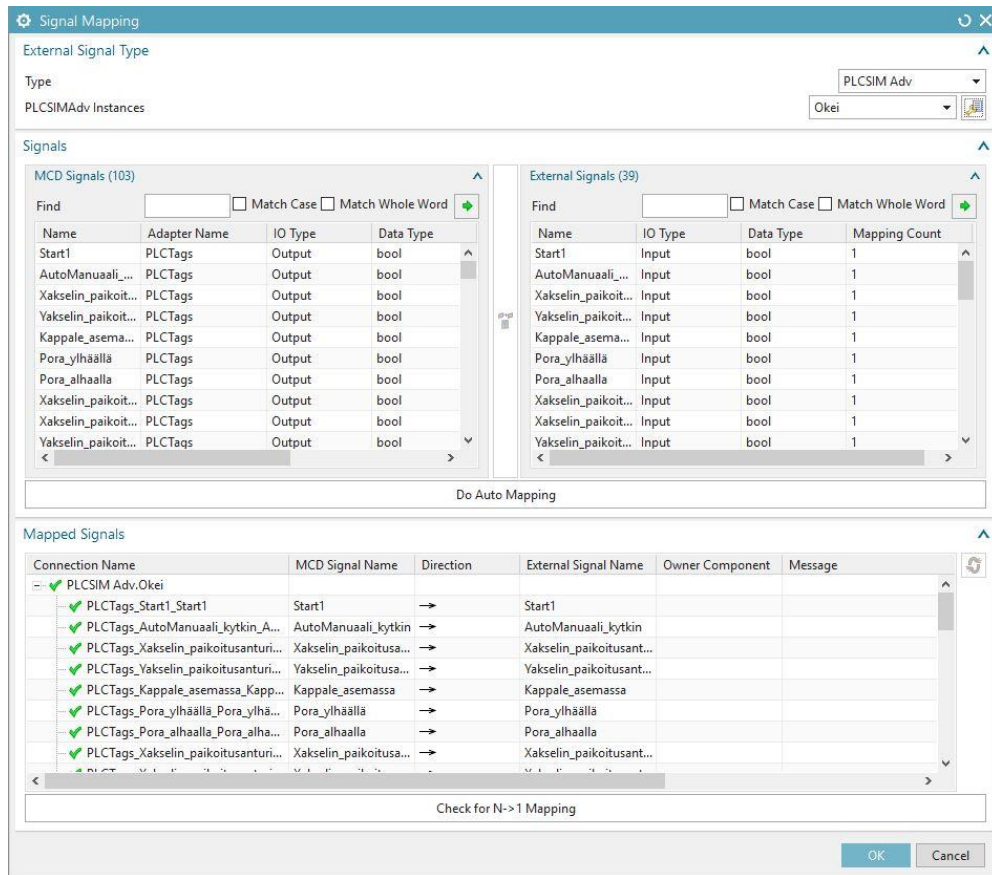 Signal Mapping
External Signal Type
Type PLCSIM Adv
PLCSIMAdv Instances Okei
Signals
MCD Signals (103)
Find Match Case Match Whole Word
Name Adapter Name IO Type Data Type
Start1 PLCTags Output bool
AutoManuaali_... PLCTags Output bool
Xakselin_paikoit... PLCTags Output bool
Yakselin_paikoit... PLCTags Output bool
Kappale_asema... PLCTags Output bool
Pora_ylhäällä PLCTags Output bool
Pora_alhaalla PLCTags Output bool
Xakselin_paikoit... PLCTags Output bool
Xakselin_paikoit... PLCTags Output bool
Yakselin_paikoit... PLCTags Output bool
External Signals (39)
Find Match Case Match Whole Word
Name IO Type Data Type Mapping Count
Start1 Input bool 1
AutoManuaali_... Input bool 1
Xakselin_paikoit... Input bool 1
Yakselin_paikoit... Input bool 1
Kappale_asema... Input bool 1
Pora_ylhäällä Input bool 1
Pora_alhaalla Input bool 1
Xakselin_paikoit... Input bool 1
Xakselin_paikoit... Input bool 1
Yakselin_paikoit... Input bool 1
Do Auto Mapping
Mapped Signals
Connection Name MCD Signal Name Direction External Signal Name Owner Component Message
PLCSIM Adv.Okei
PLCTags_Start1_Start1 Start1 → Start1
PLCTags_AutoManuaali_kytkin_A... AutoManuaali_kytkin → AutoManuaali_kytkin
PLCTags_Xakselin_paikoitusanturi... Xakselin_paikoitusa... → Xakselin_paikoitusant...
PLCTags_Yakselin_paikoitusanturi... Yakselin_paikoitusa... → Yakselin_paikoitusant...
PLCTags_Kappale_asemassa_Kapp... Kappale_asemassa → Kappale_asemassa
PLCTags_Pora_ylhäällä_Pora_ylhä... Pora_ylhäällä → Pora_ylhäällä
PLCTags_Pora_alhaalla_Pora_alha... Pora_alhaalla → Pora_alhaalla
PLCTags_Xakselin_paikoitusanturi... Xakselin_paikoitusa... → Xakselin_paikoitusant...
Check for N->1 Mapping
OK Cancel